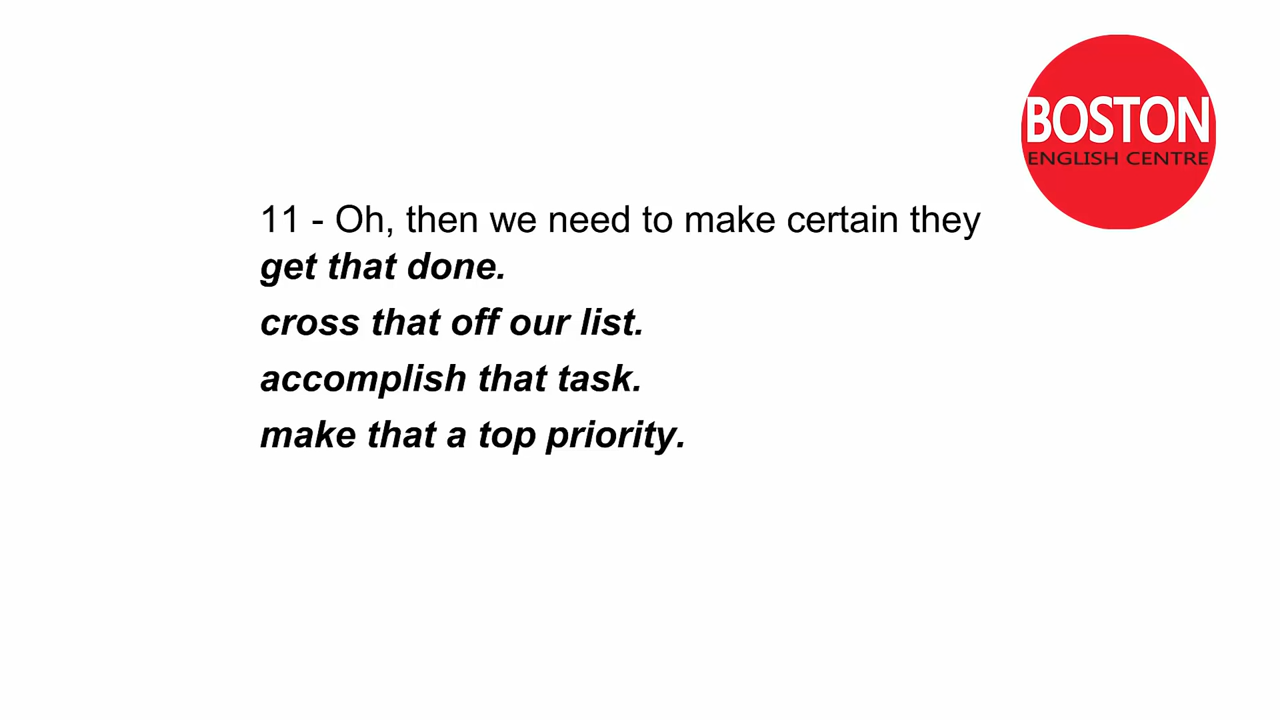 BOSTON
ENGLISH CENTRE
11 - Oh, then we need to make certain they
get that done.
cross that off our list.
accomplish that task.
make that a top priority.